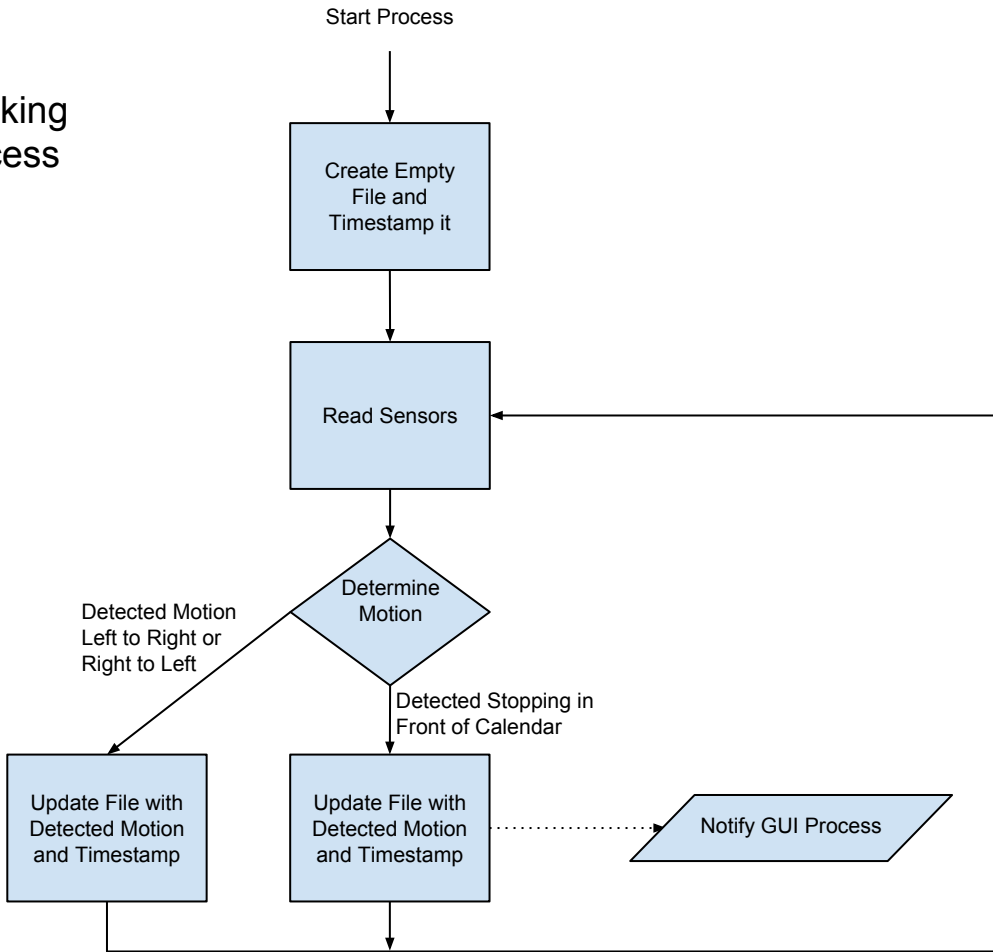 Start Process
king
cess
Create Empty
File and
Timestamp it
Read Sensors
Determine
Motion
Detected Motion
Left to Right or
Right to Left
Detected Stopping in
Front of Calendar
Update File with
Detected Motion
and Timestamp
Update File with
Detected Motion
and Timestamp
Notify GUI Process